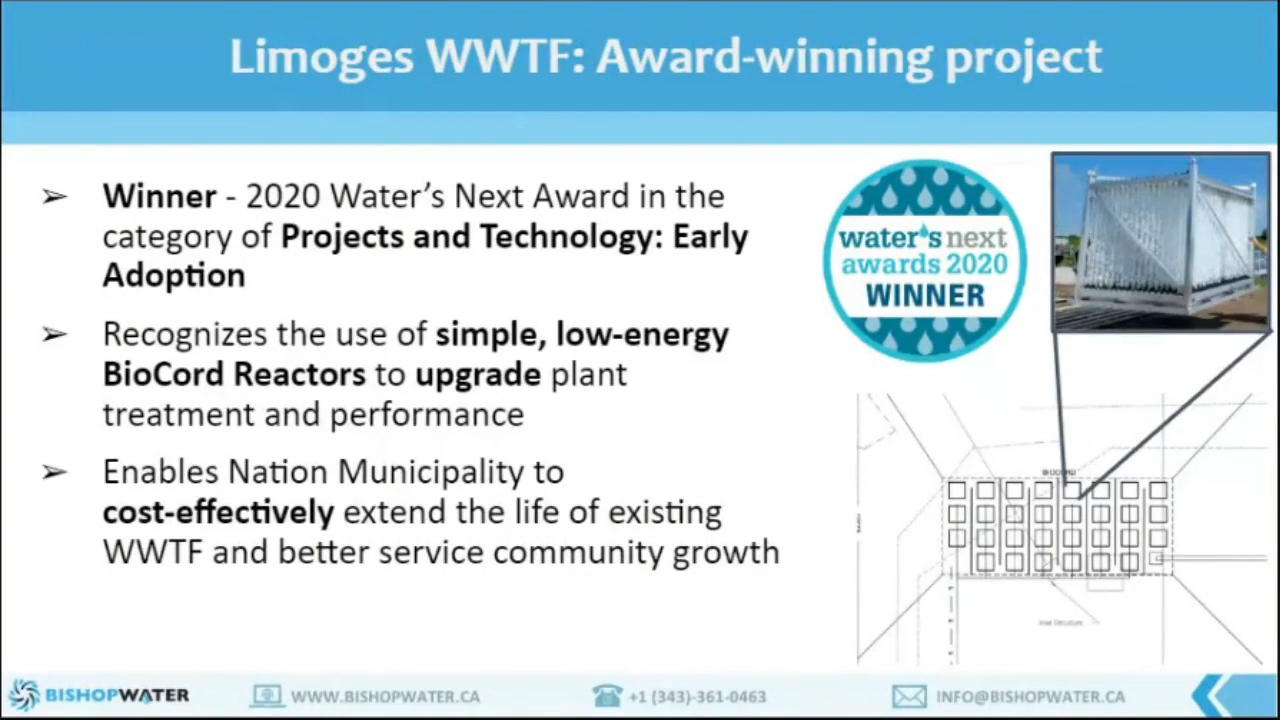 Limoges WWTF: Award-winning project
➢ Winner - 2020 Water's Next Award in the
category of Projects and Technology: Early
Adoption
➢ Recognizes the use of simple, low-energy
BioCord Reactors to upgrade plant
treatment and performance
➢ Enables Nation Municipality to
cost-effectively extend the life of existing
WWTF and better service community growth
water's next
awards 2020
WINNER
BISHOPWATER
WWW.BISHOPWATER.CA
+1 (343)-361-0463
INFO@BISHOPWATER.CA